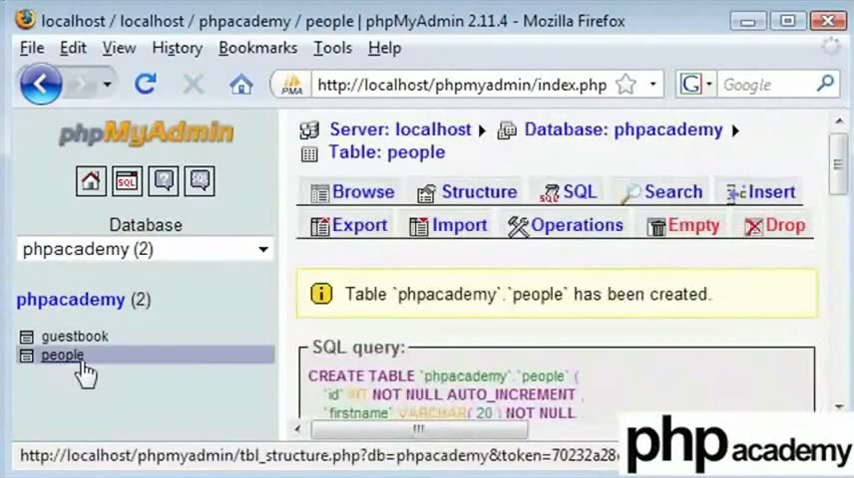 localhost / localhost / phpacademy / people | phpMyAdmin 2.11.4 - Mozilla Firefox
File Edit View History Bookmarks Tools Help
PMA http://localhost/phpmyadmin/index.php G Google
phpMyAdmin
SQL ? SQL
Database
phpacademy (2)
phpacademy (2)
guestbook
people
Server: localhost Database: phpacademy
Table: people
Browse Structure SQL Search Insert
Export Import Operations Empty Drop
Table `phpacademy`.`people` has been created.
SQL query:
CREATE TABLE `phpacademy`.`people` (
`id` INT NOT NULL AUTO_INCREMENT ,
`firstname` VARCHAR( 20 ) NOT NULL
http://localhost/phpmyadmin/tbl_structure.php?db=phpacademy&token=70232a28
php academy